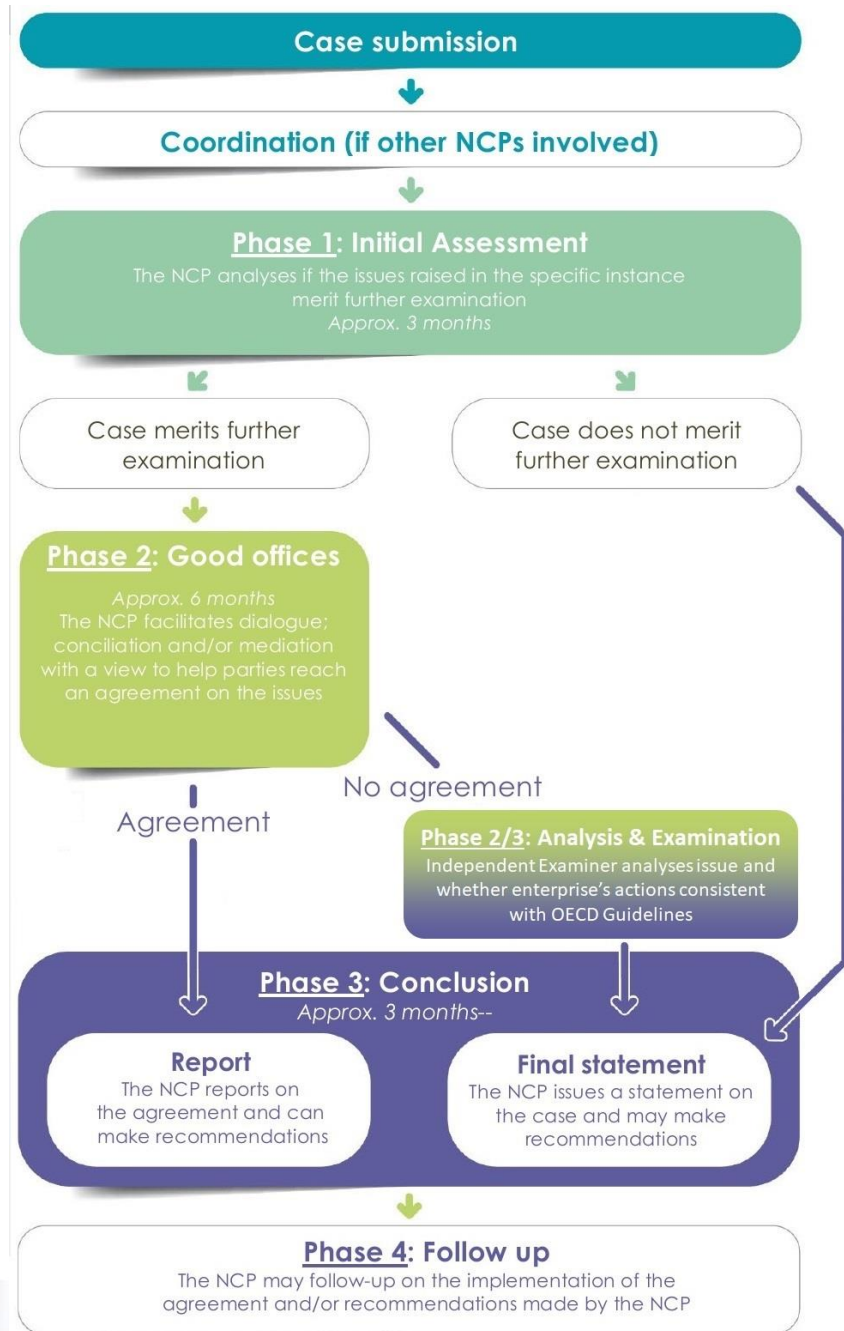 Case submission
Coordination (if other NCPs involved)
Phase 1: Initial Assessment
The NCP analyses if the issues raised in the specific instance
merit further examination
Approx. 3 months
Case merits further
examination
Case does not merit
further examination
Phase 2: Good offices
Approx. 6 months
The NCP facilitates dialogue;
conciliation and/or mediation
with a view to help parties reach
an agreement on the issues
No agreement
Agreement
Phase 2/3: Analysis & Examination
Independent Examiner analyses issue and
whether enterprise's actions consistent
with OECD Guidelines
Phase 3: Conclusion
Approx. 3 months--
Report
The NCP reports on
the agreement and can
make recommendations
Final statement
The NCP issues a statement on
the case and may make
recommendations
Phase 4: Follow up
The NCP may follow-up on the implementation of the
agreement and/or recommendations made by the NCP